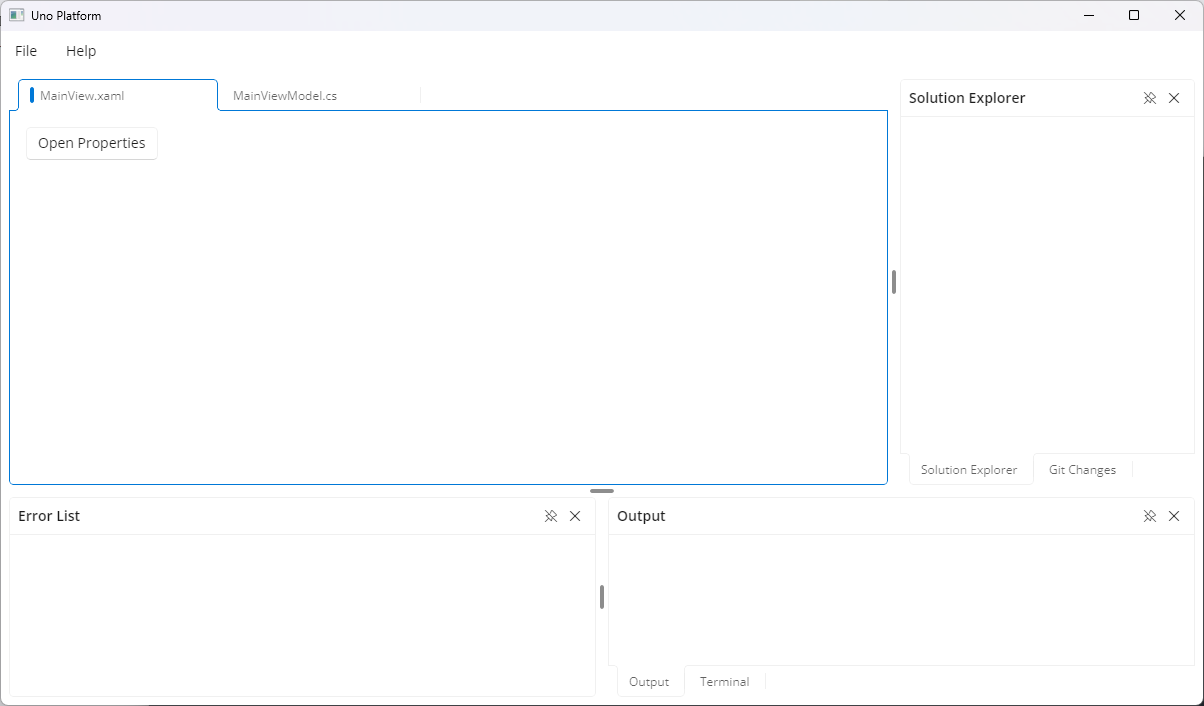 Uno Platform
File Help
MainView.xaml MainViewModel.cs
Solution Explorer
Open Properties
Solution Explorer Git Changes
Error List
Output
Output Terminal